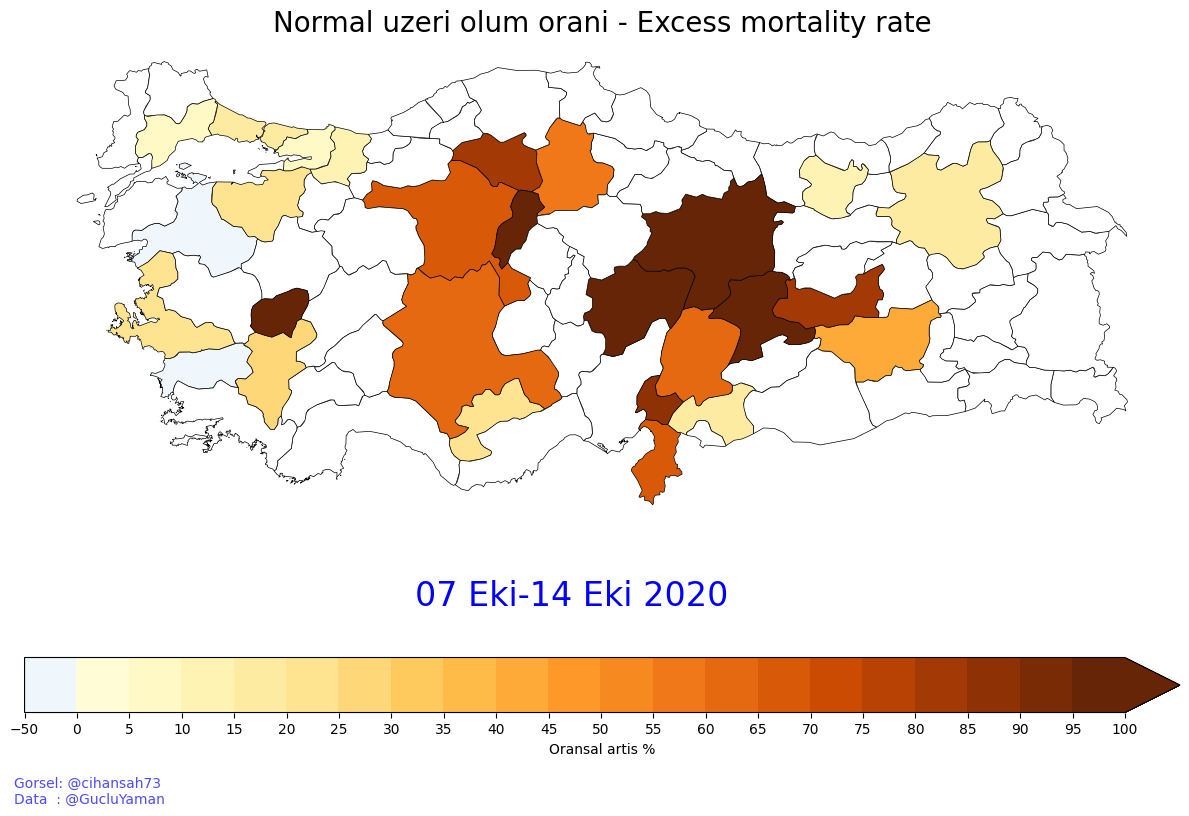 Normal uzeri olum orani - Excess mortality rate
07 Eki-14 Eki 2020
−50 0 5 10 15 20 25 30 35 40 45 50 55 60 65 70 75 80 85 90 95 100
Oransal artis %
Gorsel: @cihansah73
Data  : @GucluYaman